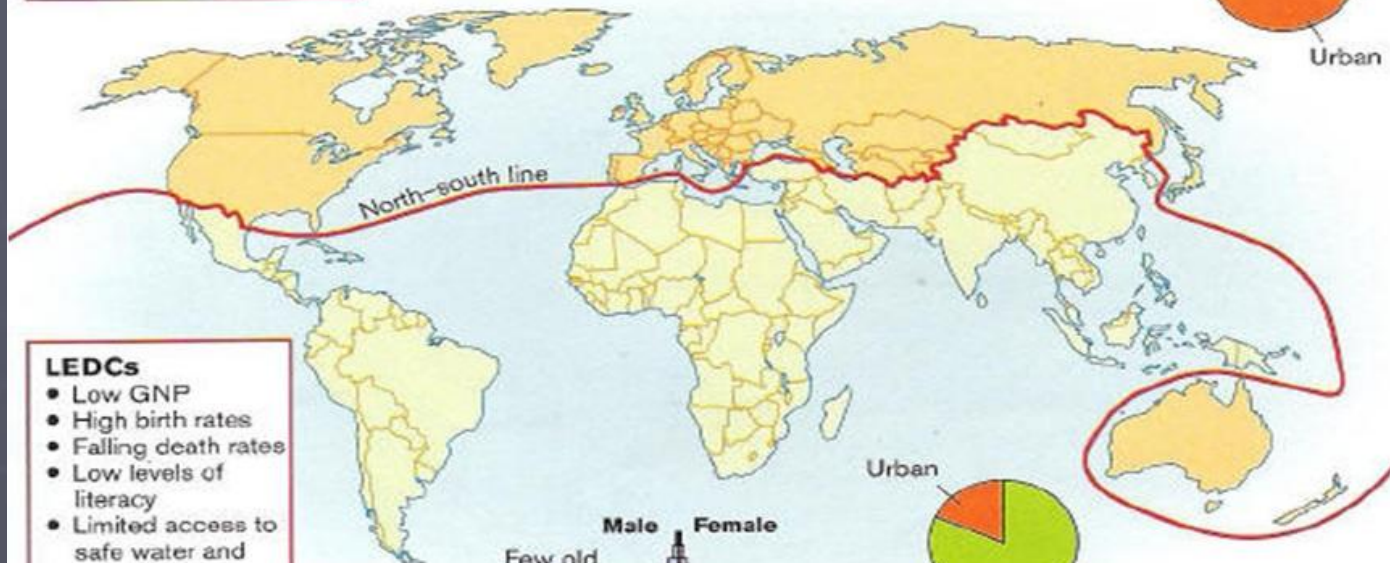 Urban
North–south line
LEDCs
• Low GNP
• High birth rates
• Falling death rates
• Low levels of
literacy
• Limited access to
safe water and
Urban
Male Female
Few old